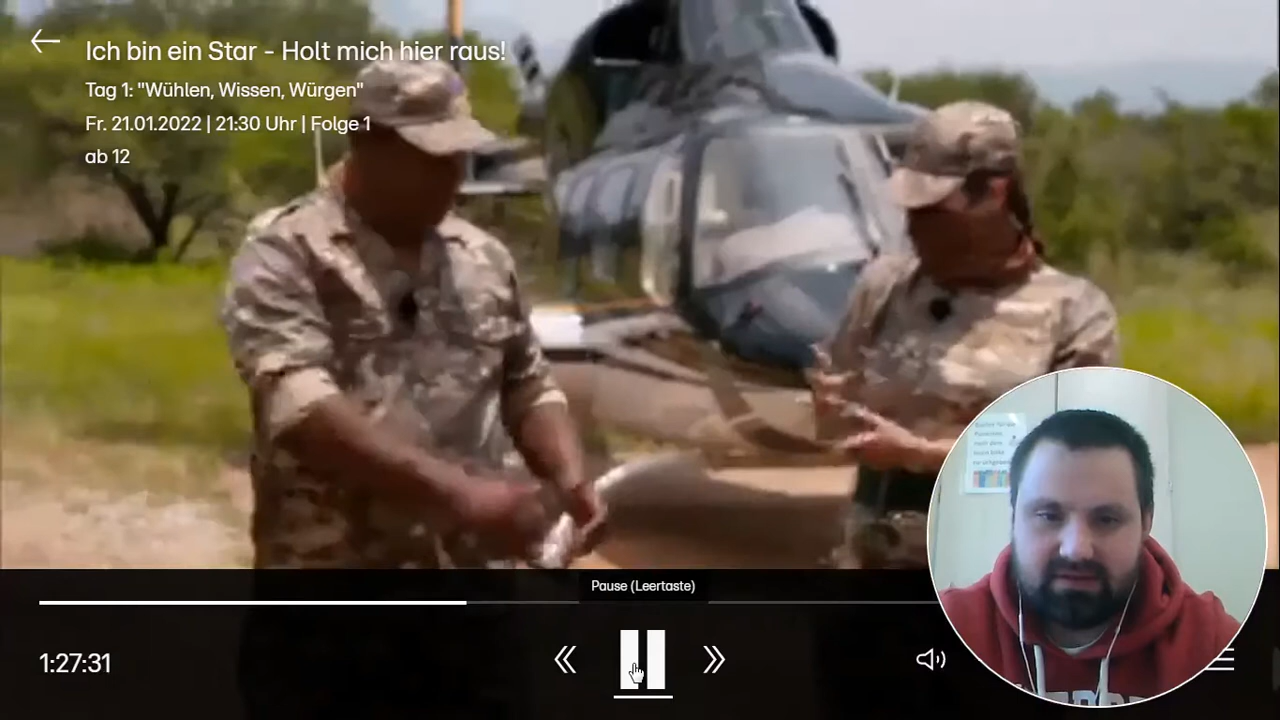 Ich bin ein Star - Holt mich hier raus!
Tag 1: "Wühlen, Wissen, Würgen"
Fr. 21.01.2022 | 21:30 Uhr | Folge 1
ab 12
Pause (Leertaste)
1:27:31